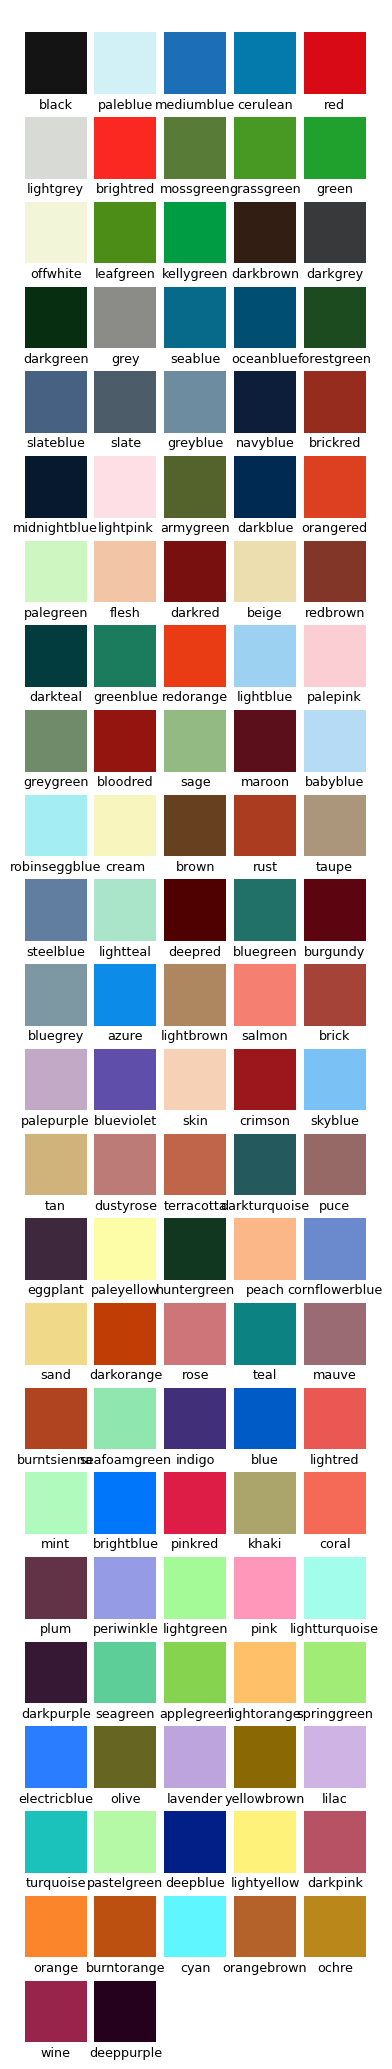 black paleblue mediumblue cerulean red
lightgrey brightred mossgreen grassgreen green
offwhite leafgreen kellygreen darkbrown darkgrey
darkgreen grey seablue oceanblue forestgreen
slateblue slate greyblue navyblue brickred
midnightblue lightpink armygreen darkblue orangered
palegreen flesh darkred beige redbrown
darkteal greenblue redorange lightblue palepink
greygreen bloodred sage maroon babyblue
robinseggblue cream brown rust taupe
steelblue lightteal deepred bluegreen burgundy
bluegrey azure lightbrown salmon brick
palepurple blueviolet skin crimson skyblue
tan dustyrose terracotta darkturquoise puce
eggplant paleyellow huntergreen peach cornflowerblue
sand darkorange rose teal mauve
burntsienna seafoamgreen indigo blue lightred
mint brightblue pinkred khaki coral
plum periwinkle lightgreen pink lightturquoise
darkpurple seagreen applegreen lightorange springgreen
electricblue olive lavender yellowbrown lilac
turquoise pastelgreen deepblue lightyellow darkpink
orange burntorange cyan orangebrown ochre
wine deeppurple